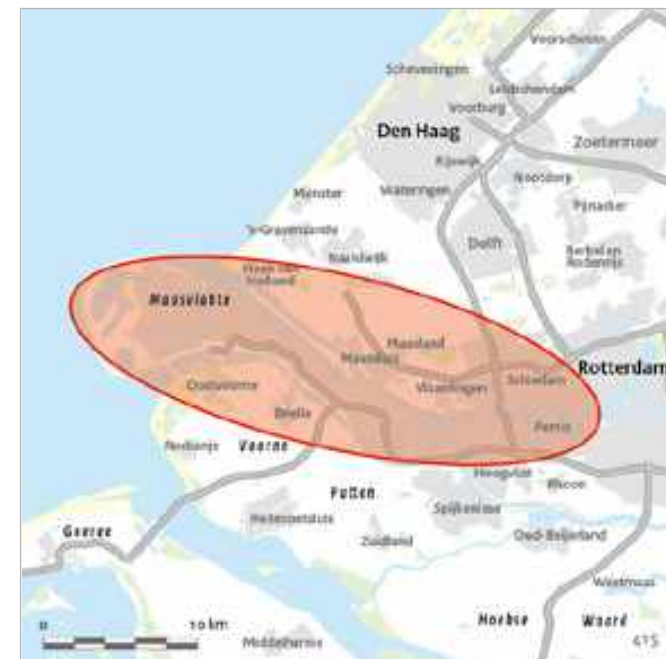 Voorschoten
Scheveningen
Leidschendam
Voorburg
Den Haag
Zoetermeer
Rijswijk
Nootdorp
Monster
Wateringen
Pijnacker
's-Gravenzande
Delft
Naaldwijk
Berkel en
Rodenrijs
Hoek van
Holland
Maasvlakte
Maasland
Maassluis
Rotterdam
Schiedam
Vlaardingen
Oostvoorne
Brielle
Pernis
Voorne
Hoogvliet
Rhoon
Putten
Spijkenisse
Hellevoetsluis
Goeree
Zuidland
Oud-Beijerland
Westmaas
Hoekse Waard
0 10 km
Middelharnis
415